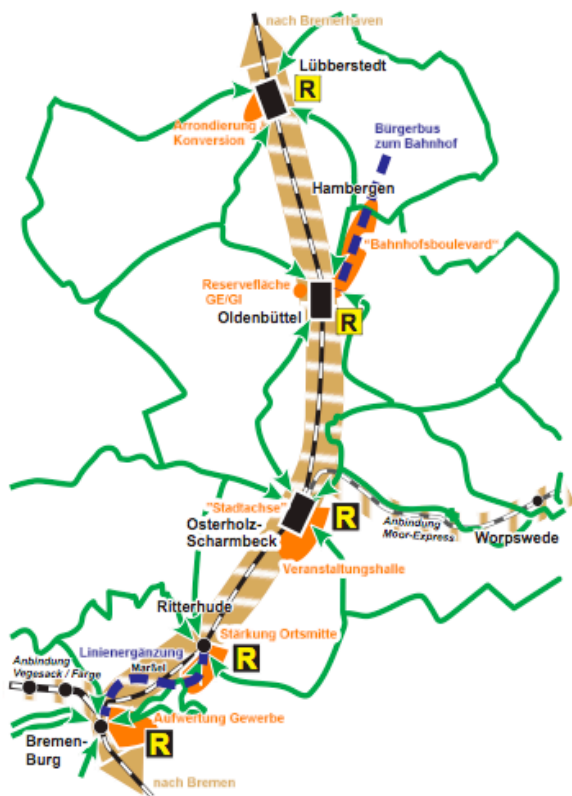 nach Bremerhaven
Lübberstedt
R
Arrondierung &
Konversion
Bürgerbus
zum Bahnhof
Hambergen
"Bahnhofsboulevard"
Reservefläche
GE/GI
Oldenbüttel
R
"Stadtachse"
Osterholz-
Scharmbeck
R
Anbindung
Moor-Express
Worpswede
Veranstaltungshalle
Ritterhude
Stärkung Ortsmitte
Linienergänzung
Marßel
R
Anbindung
Vegesack / Farge
Aufwertung Gewerbe
Bremen-
Burg
R
nach Bremen